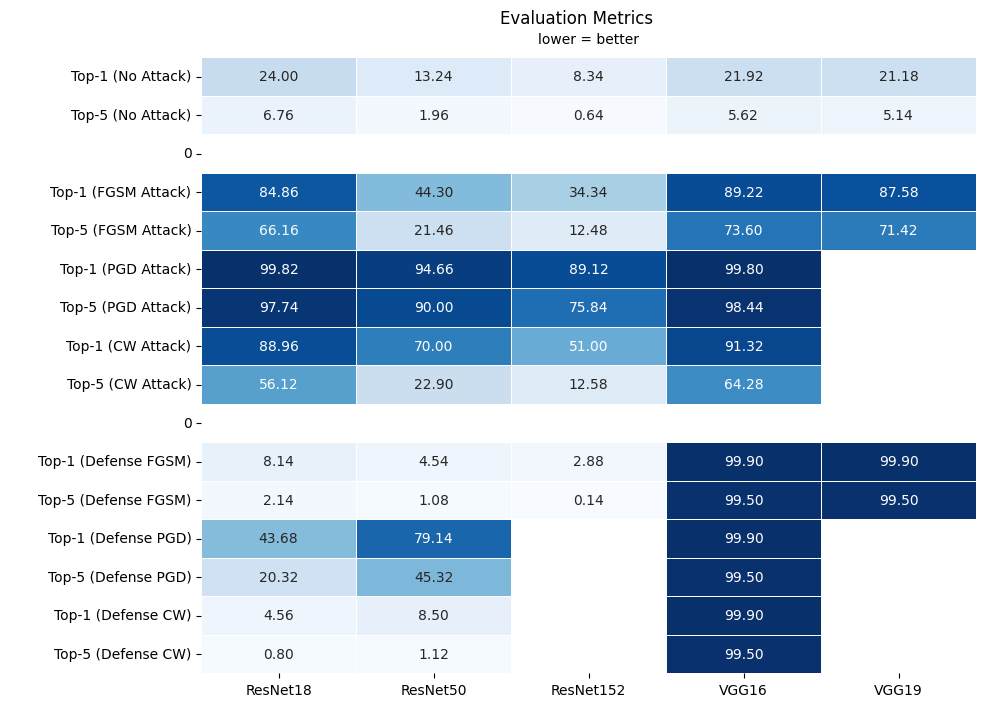 Evaluation Metrics
lower = better
Top-1 (No Attack) 24.00 13.24 8.34 21.92 21.18
Top-5 (No Attack) 6.76 1.96 0.64 5.62 5.14
0
Top-1 (FGSM Attack) 84.86 44.30 34.34 89.22 87.58
Top-5 (FGSM Attack) 66.16 21.46 12.48 73.60 71.42
Top-1 (PGD Attack) 99.82 94.66 89.12 99.80
Top-5 (PGD Attack) 97.74 90.00 75.84 98.44
Top-1 (CW Attack) 88.96 70.00 51.00 91.32
Top-5 (CW Attack) 56.12 22.90 12.58 64.28
0
Top-1 (Defense FGSM) 8.14 4.54 2.88 99.90 99.90
Top-5 (Defense FGSM) 2.14 1.08 0.14 99.50 99.50
Top-1 (Defense PGD) 43.68 79.14 99.90
Top-5 (Defense PGD) 20.32 45.32 99.50
Top-1 (Defense CW) 4.56 8.50 99.90
Top-5 (Defense CW) 0.80 1.12 99.50
ResNet18 ResNet50 ResNet152 VGG16 VGG19